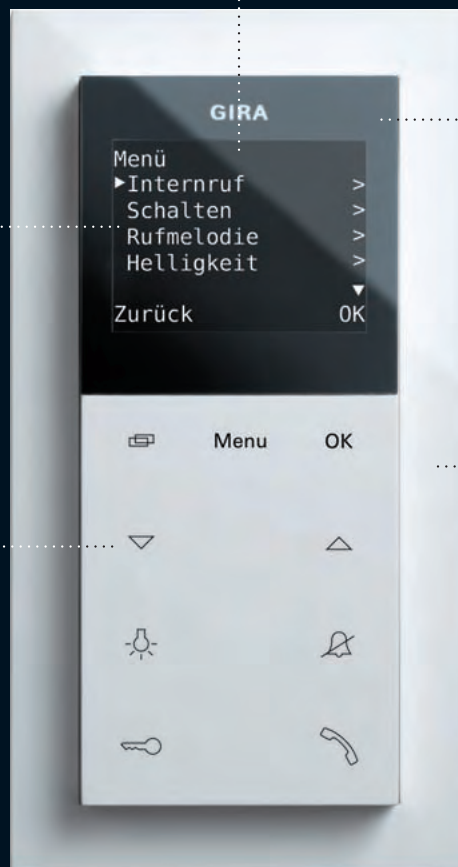 GIRA
Menü
Internruf >
Schalten >
Rufmelodie >
Helligkeit >
Zurück OK
Menu OK